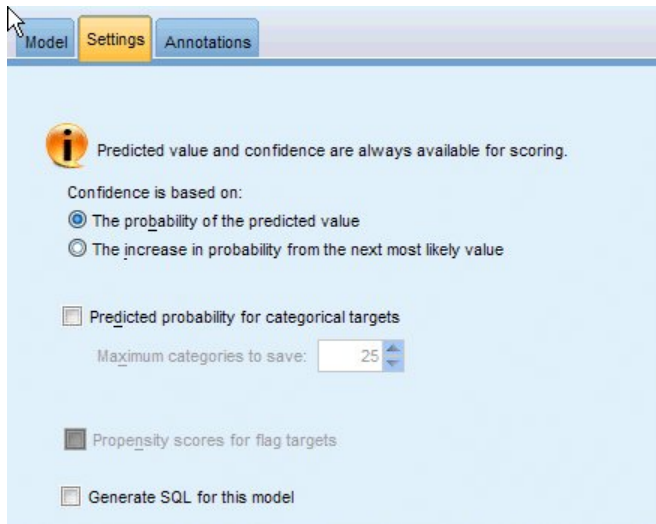 Model Settings Annotations
i Predicted value and confidence are always available for scoring.
Confidence is based on:
The probability of the predicted value
The increase in probability from the next most likely value
Predicted probability for categorical targets
Maximum categories to save: 25
Propensity scores for flag targets
Generate SQL for this model